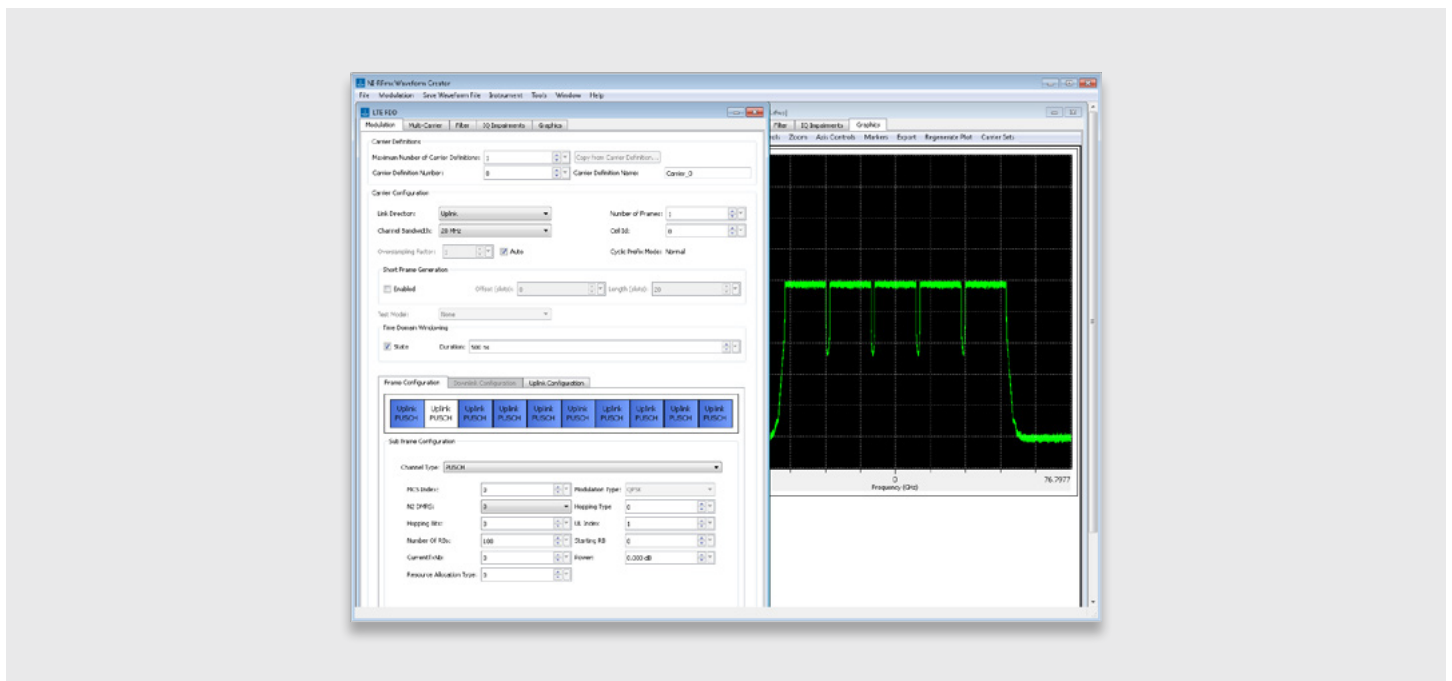 NI RFmx Waveform Creator
File Modulation Save Waveform File Instrument Tools Window Help
LTE FDD
Modulation Multi-Carrier Filter IQ Impairments Graphics
Filter IQ Impairments Graphics
Zoom Axis Controls Markers Export Regenerate Plot Carrier Sets
Carrier Definitions
Maximum Number of Carrier Definitions: 1 Copy from Carrier Definition...
Carrier Definition Number: 0 Carrier Definition Name: Carrier_0
Carrier Configuration
Link Direction: Uplink Number of Frames: 1
Channel Bandwidth: 20 MHz Cell Id: 0
Oversampling Factor: Auto Cyclic Prefix Mode: Normal
Short Frame Generation
Enabled Offset (slots): 0 Length (slots): 20
Test Model: None
Time Domain Windowing
State Duration:
Frame Configuration Downlink Configuration Uplink Configuration
Uplink Uplink Uplink Uplink Uplink Uplink Uplink Uplink Uplink Uplink
PUSCH PUSCH PUSCH PUSCH PUSCH PUSCH PUSCH PUSCH PUSCH PUSCH
Sub Frame Configuration
Channel Type: PUSCH
MCS Index: 0 Modulation Type: QPSK
N2 DMRS: 0 Hopping Type 0
Hopping Bits: 0 UL Index 1
Number Of RBs: 100 Starting RB 0
CurrentTxNb: 0 Power: 0.000 dB
Resource Allocation Type: 0
0 76.7977
Frequency (GHz)